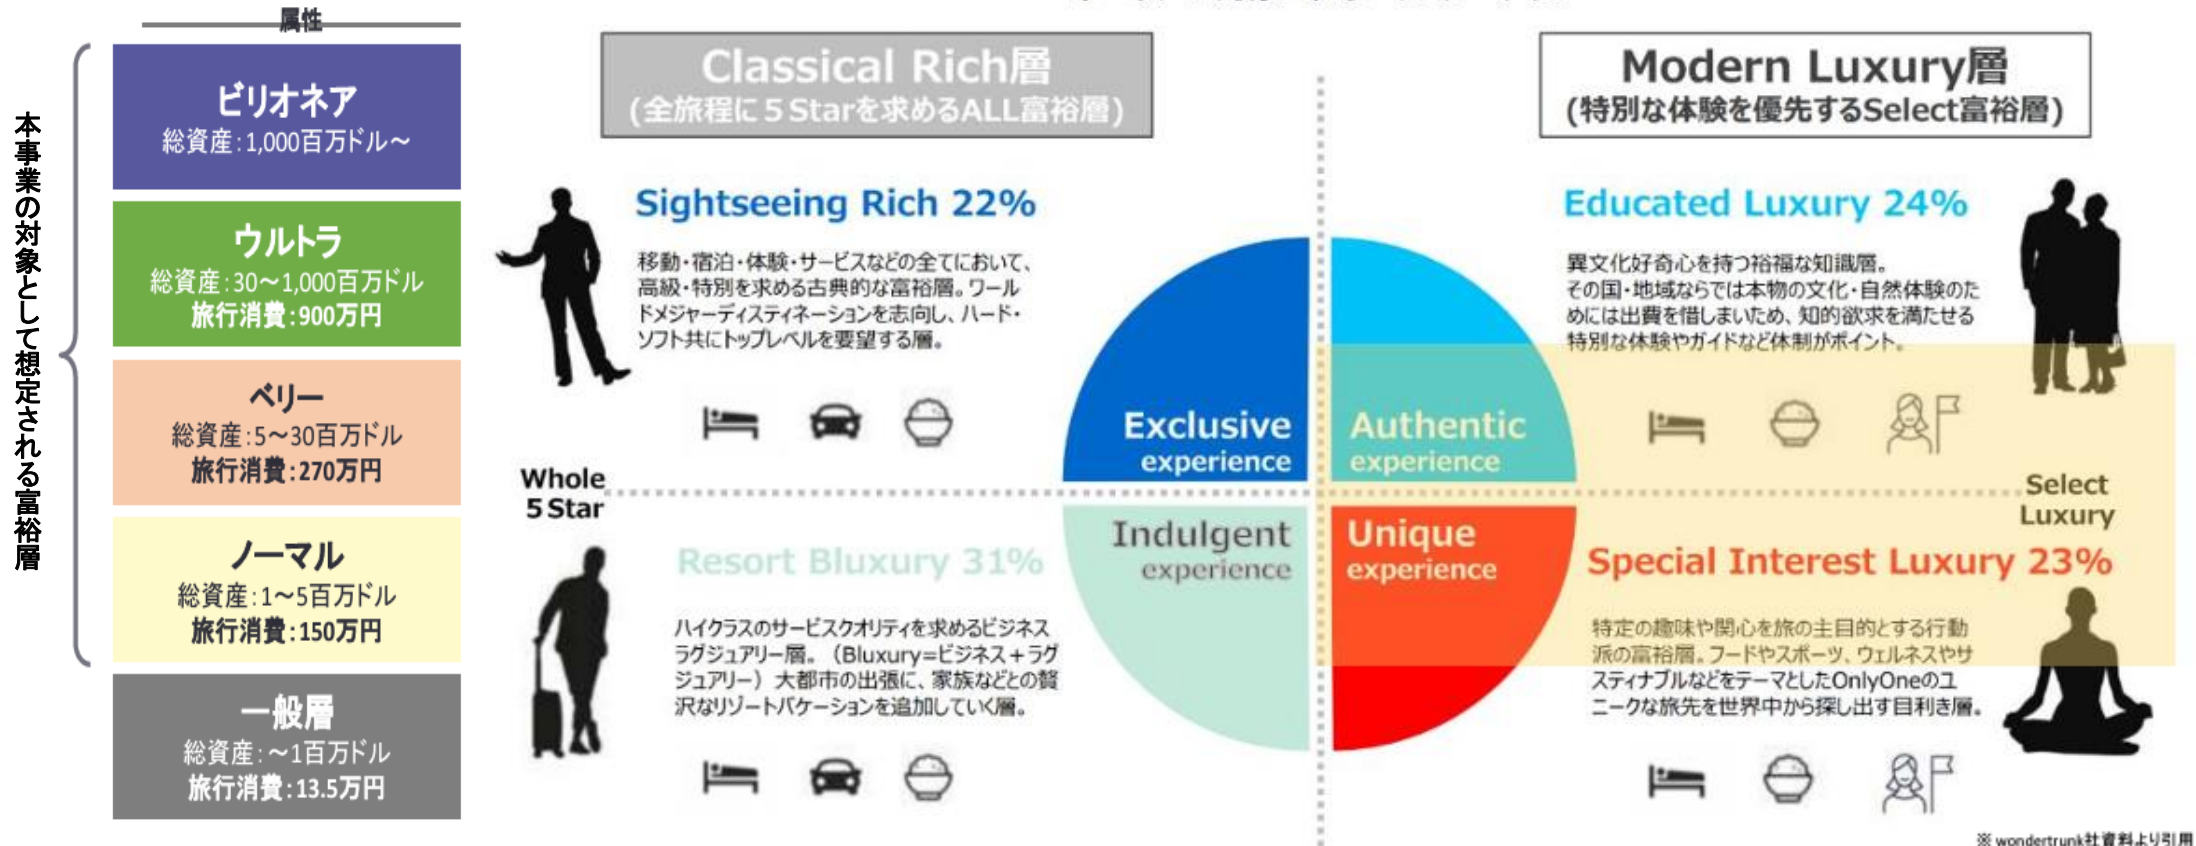 属性
本事業の対象として想定される富裕層
ビリオネア
総資産：1,000百万ドル～
ウルトラ
総資産：30～1,000百万ドル
旅行消費：900万円
ベリー
総資産：5～30百万ドル
旅行消費：270万円
ノーマル
総資産：1～5百万ドル
旅行消費：150万円
一般層
総資産：～1百万ドル
旅行消費：13.5万円
Classical Rich層
(全旅程に５Starを求めるALL富裕層)
Sightseeing Rich 22%
移動・宿泊・体験・サービスなどの全てにおいて、
高級・特別を求める古典的な富裕層。ワール
ドメジャーディスティネーションを志向し、ハード・
ソフト共にトップレベルを要望する層。
Exclusive
experience
Whole
5 Star
Indulgent
experience
Resort Bluxury 31%
ハイクラスのサービスクオリティを求めるビジネス
ラグジュアリー層。（Bluxury=ビジネス＋ラグ
ジュアリー）大都市の出張に、家族などとの贅
沢なリゾートバケーションを追加していく層。
Modern Luxury層
(特別な体験を優先するSelect富裕層)
Educated Luxury 24%
異文化好奇心を持つ裕福な知識層。
その国・地域ならでは本物の文化・自然体験のた
めには出費を惜しまいため、知的欲求を満たせる
特別な体験やガイドなど体制がポイント。
Authentic
experience
Select
Luxury
Unique
experience
Special Interest Luxury 23%
特定の趣味や関心を旅の主目的とする行動
派の富裕層。フードやスポーツ、ウェルネスやサ
スティナブルなどをテーマとしたOnlyOneのユ
ニークな旅先を世界中から探し出す目利き層。
※ wondertrunk社資料より引用